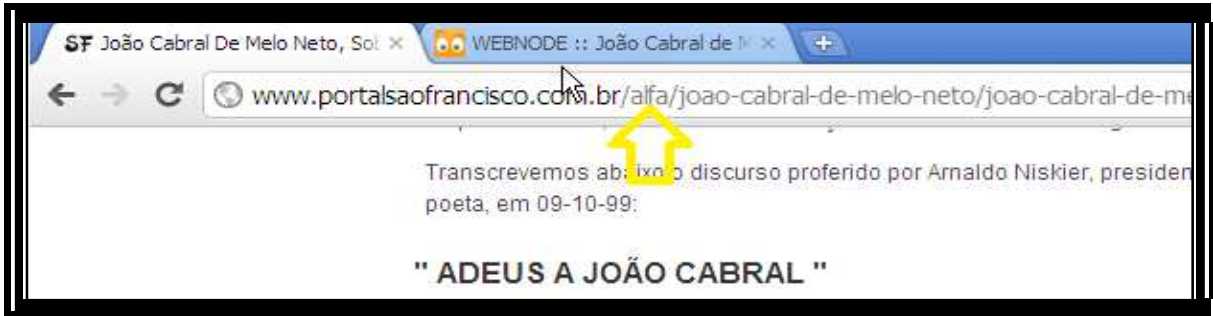 SF João Cabral De Melo Neto, Sol
WEBNODE :: João Cabral de M
www.portalsaofrancisco.com.br/alfa/joao-cabral-de-melo-neto/joao-cabral-de-me
Transcrevemos abaixo o discurso proferido por Arnaldo Niskier, presiden
poeta, em 09-10-99:
" ADEUS A JOÃO CABRAL "